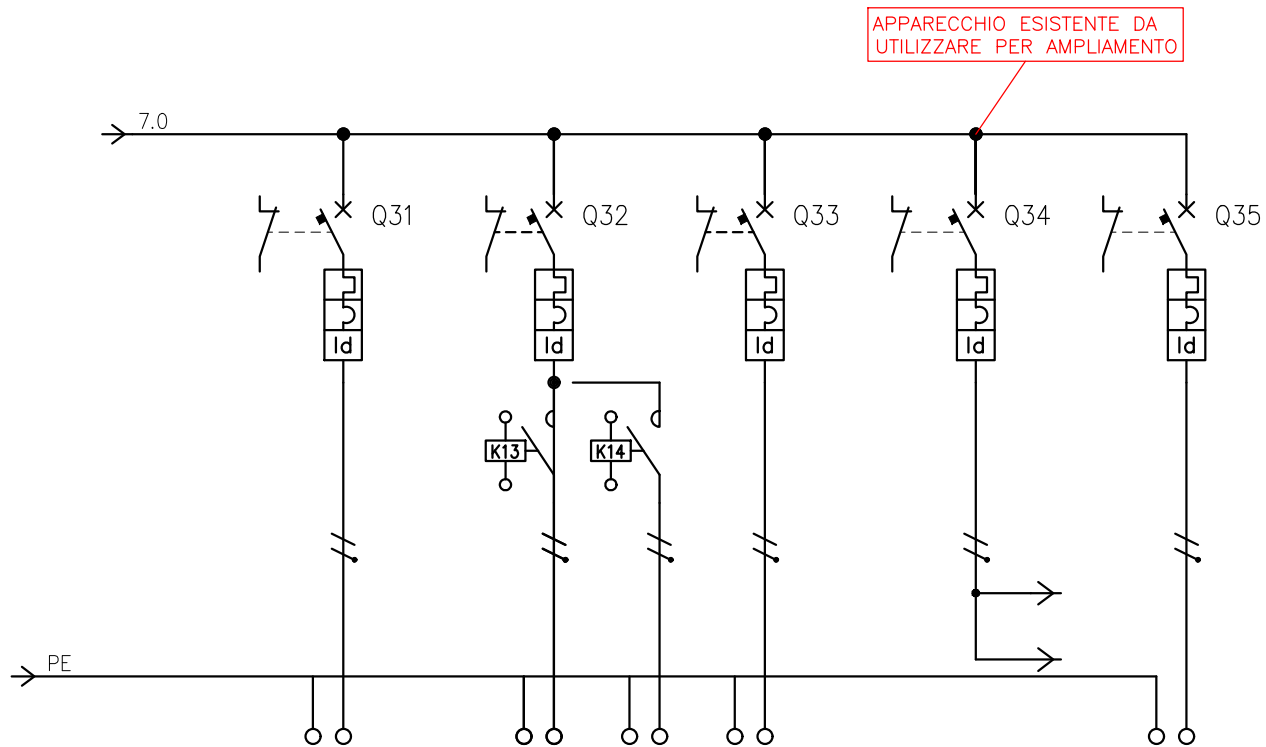 APPARECCHIO ESISTENTE DA
UTILIZZARE PER AMPLIAMENTO
7.0
Q31
Q32
Q33
Q34
Q35
Id
Id
Id
Id
Id
K13
K14
PE